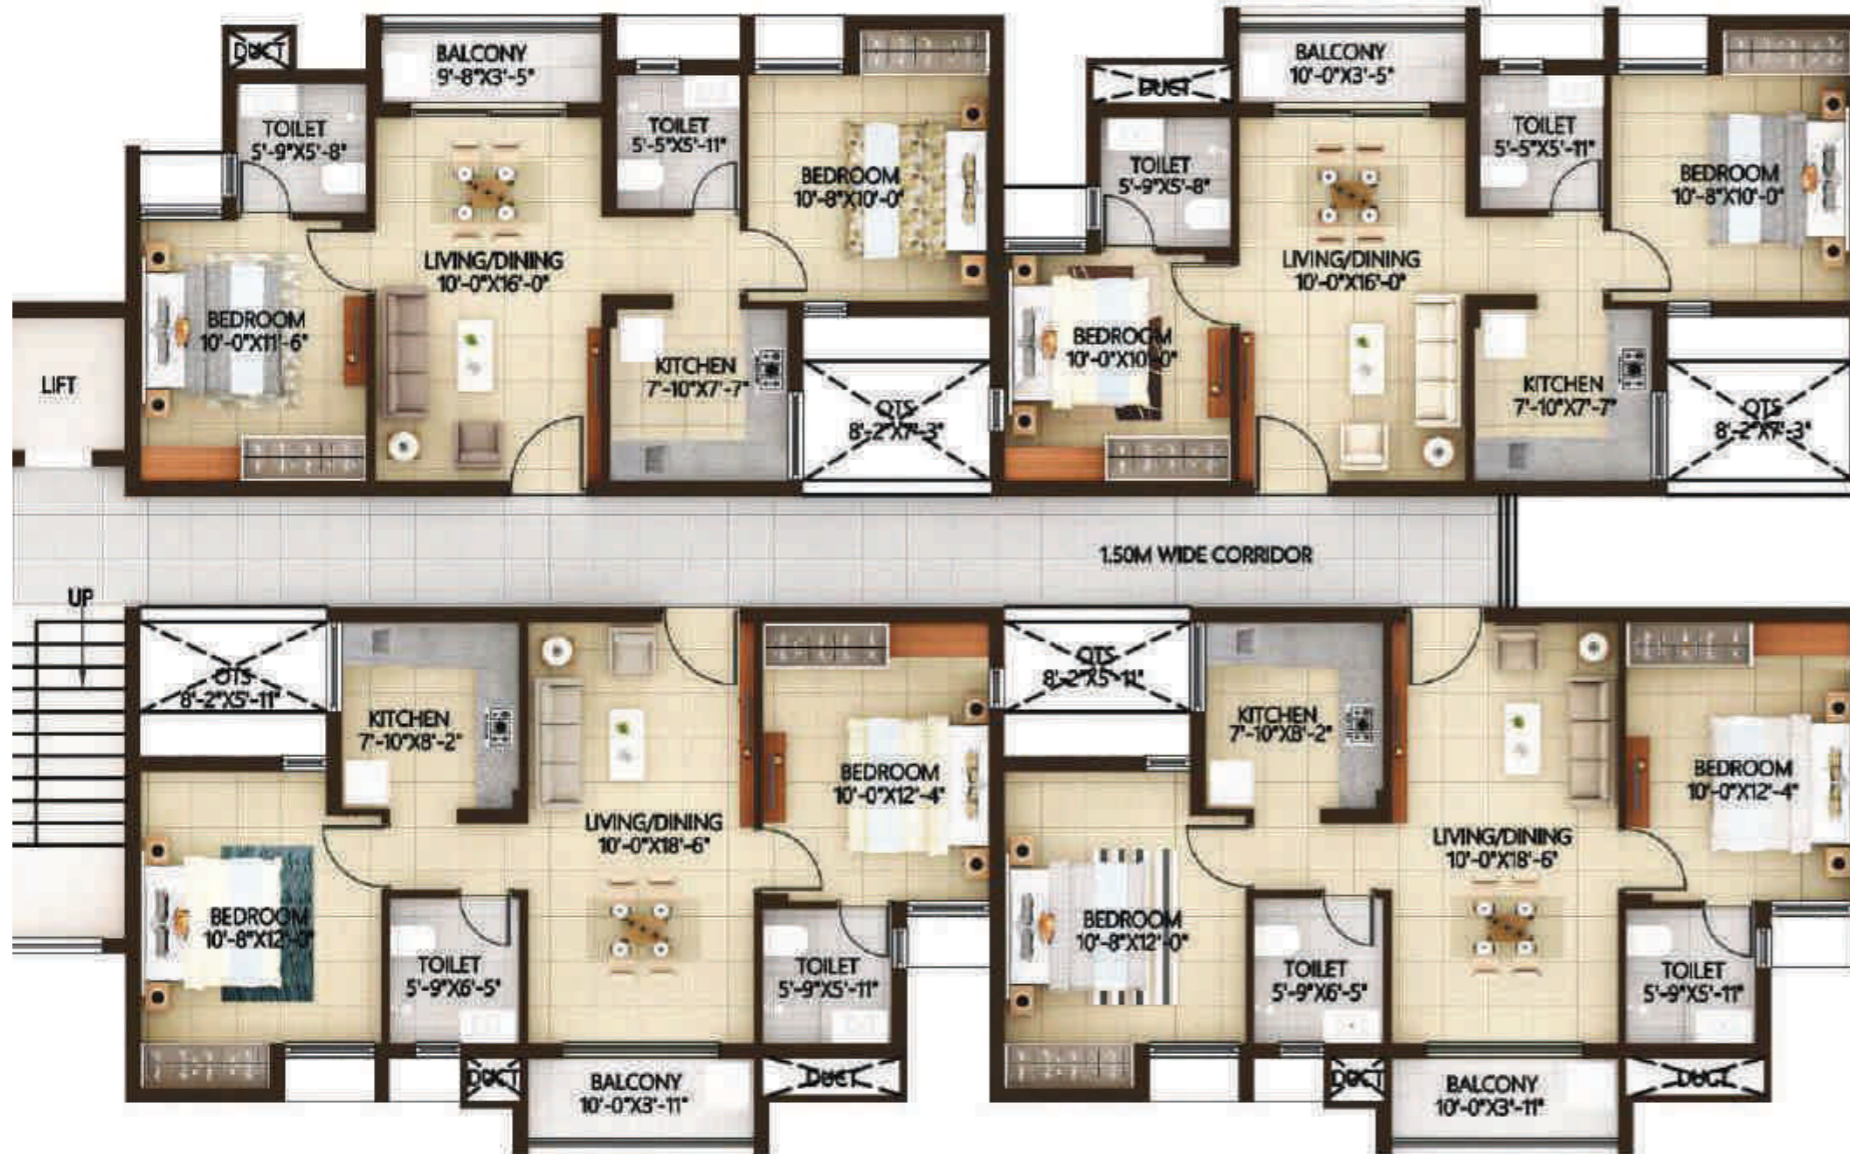 DUCT
BALCONY
9'-8"X3'-5"
TOILET
5'-9"X5'-8"
TOILET
5'-5"X5'-11"
BEDROOM
10'-8"X10'-0"
LIVING/DINING
10'-0"X16'-0"
BEDROOM
10'-0"X11'-6"
KITCHEN
7'-10"X7'-7"
OTS
8'-2"X7'-3"
LIFT
DUCT
BALCONY
10'-0"X3'-5"
TOILET
5'-9"X5'-8"
TOILET
5'-5"X5'-11"
BEDROOM
10'-8"X10'-0"
LIVING/DINING
10'-0"X16'-0"
BEDROOM
10'-0"X10'-0"
KITCHEN
7'-10"X7'-7"
OTS
8'-2"X7'-3"
1.50M WIDE CORRIDOR
UP
OTS
8'-2"X5'-11"
KITCHEN
7'-10"X8'-2"
BEDROOM
10'-0"X12'-4"
LIVING/DINING
10'-0"X18'-6"
BEDROOM
10'-8"X12'-0"
TOILET
5'-9"X6'-5"
TOILET
5'-9"X5'-11"
DUCT
BALCONY
10'-0"X3'-11"
DUCT
OTS
8'-2"X5'-11"
KITCHEN
7'-10"X8'-2"
BEDROOM
10'-0"X12'-4"
LIVING/DINING
10'-0"X18'-6"
BEDROOM
10'-8"X12'-0"
TOILET
5'-9"X6'-5"
TOILET
5'-9"X5'-11"
DUCT
BALCONY
10'-0"X3'-11"
DUCT